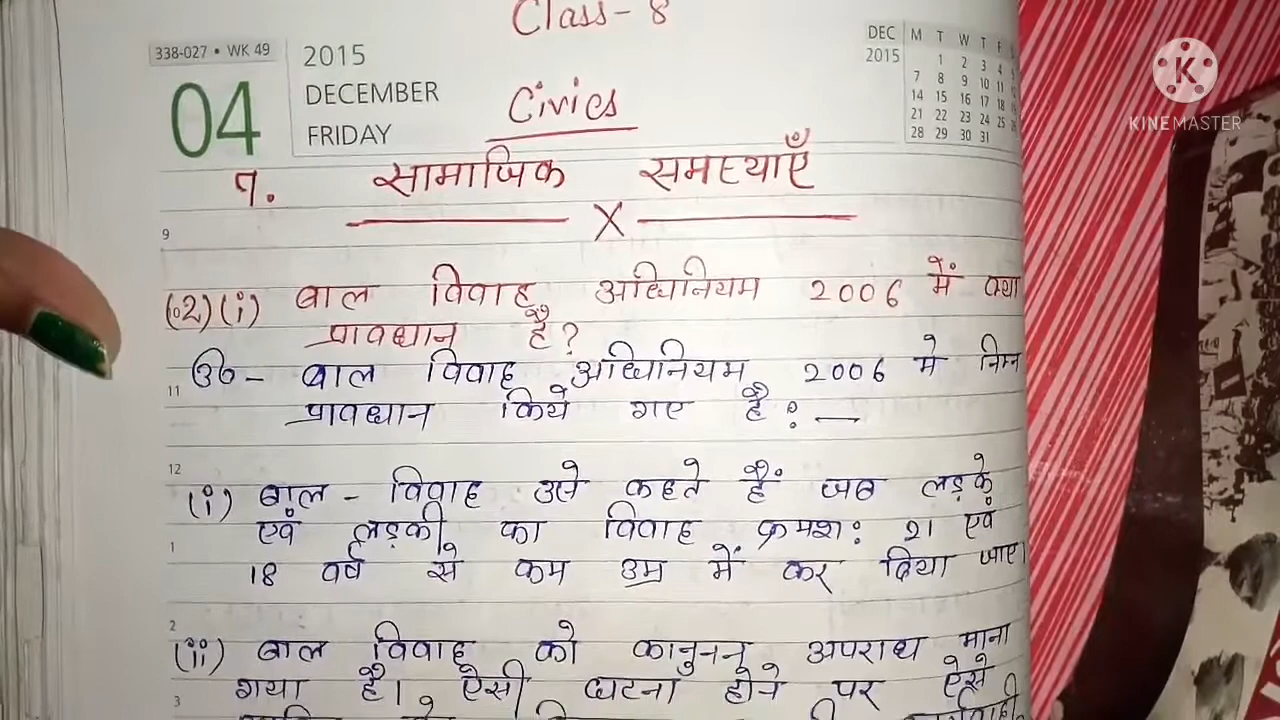 Class - 8
338-027 • WK 49
04
2015
DECEMBER
FRIDAY
DEC
2015
M T W T F
1 2 3 4
7 8 9 10 11
14 15 16 17 18
21 22 23 24 25
28 29 30 31
KINEMASTER
Civics
7. सामाजिक समस्याएँ
X
9
(02)(i) बाल विवाह अधिनियम 2006 में क्या
प्रावधान है?
उ०- बाल विवाह अधिनियम 2006 मे निम्न
11
प्रावधान किये गए है:—
12
(i) बाल - विवाह उसे कहते हैं जब लड़के
एवं लड़की का विवाह क्रमश: 21 एवं
1
18 वर्ष से कम उम्र में कर दिया जाए।
2
(ii) बाल विवाह को कानुनन अपराध माना
गया है। ऐसी घटना होने पर ऐसे
3